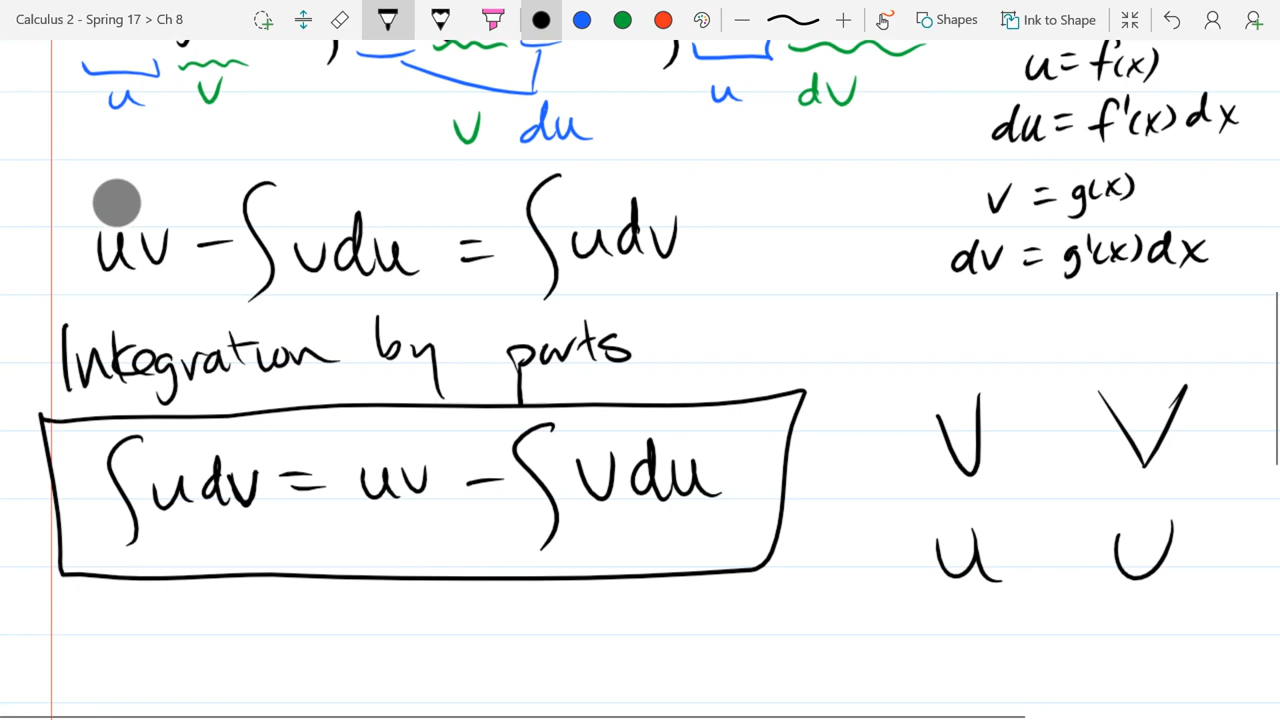 Calculus 2 - Spring 17 > Ch 8
Shapes
Ink to Shape
u v
v du
u dv
u = f(x)
du = f'(x) dx
v = g(x)
dv = g'(x) dx
uv - ∫ v du = ∫ u dv
Integration by parts
∫ u dv = uv - ∫ v du
V V
u U